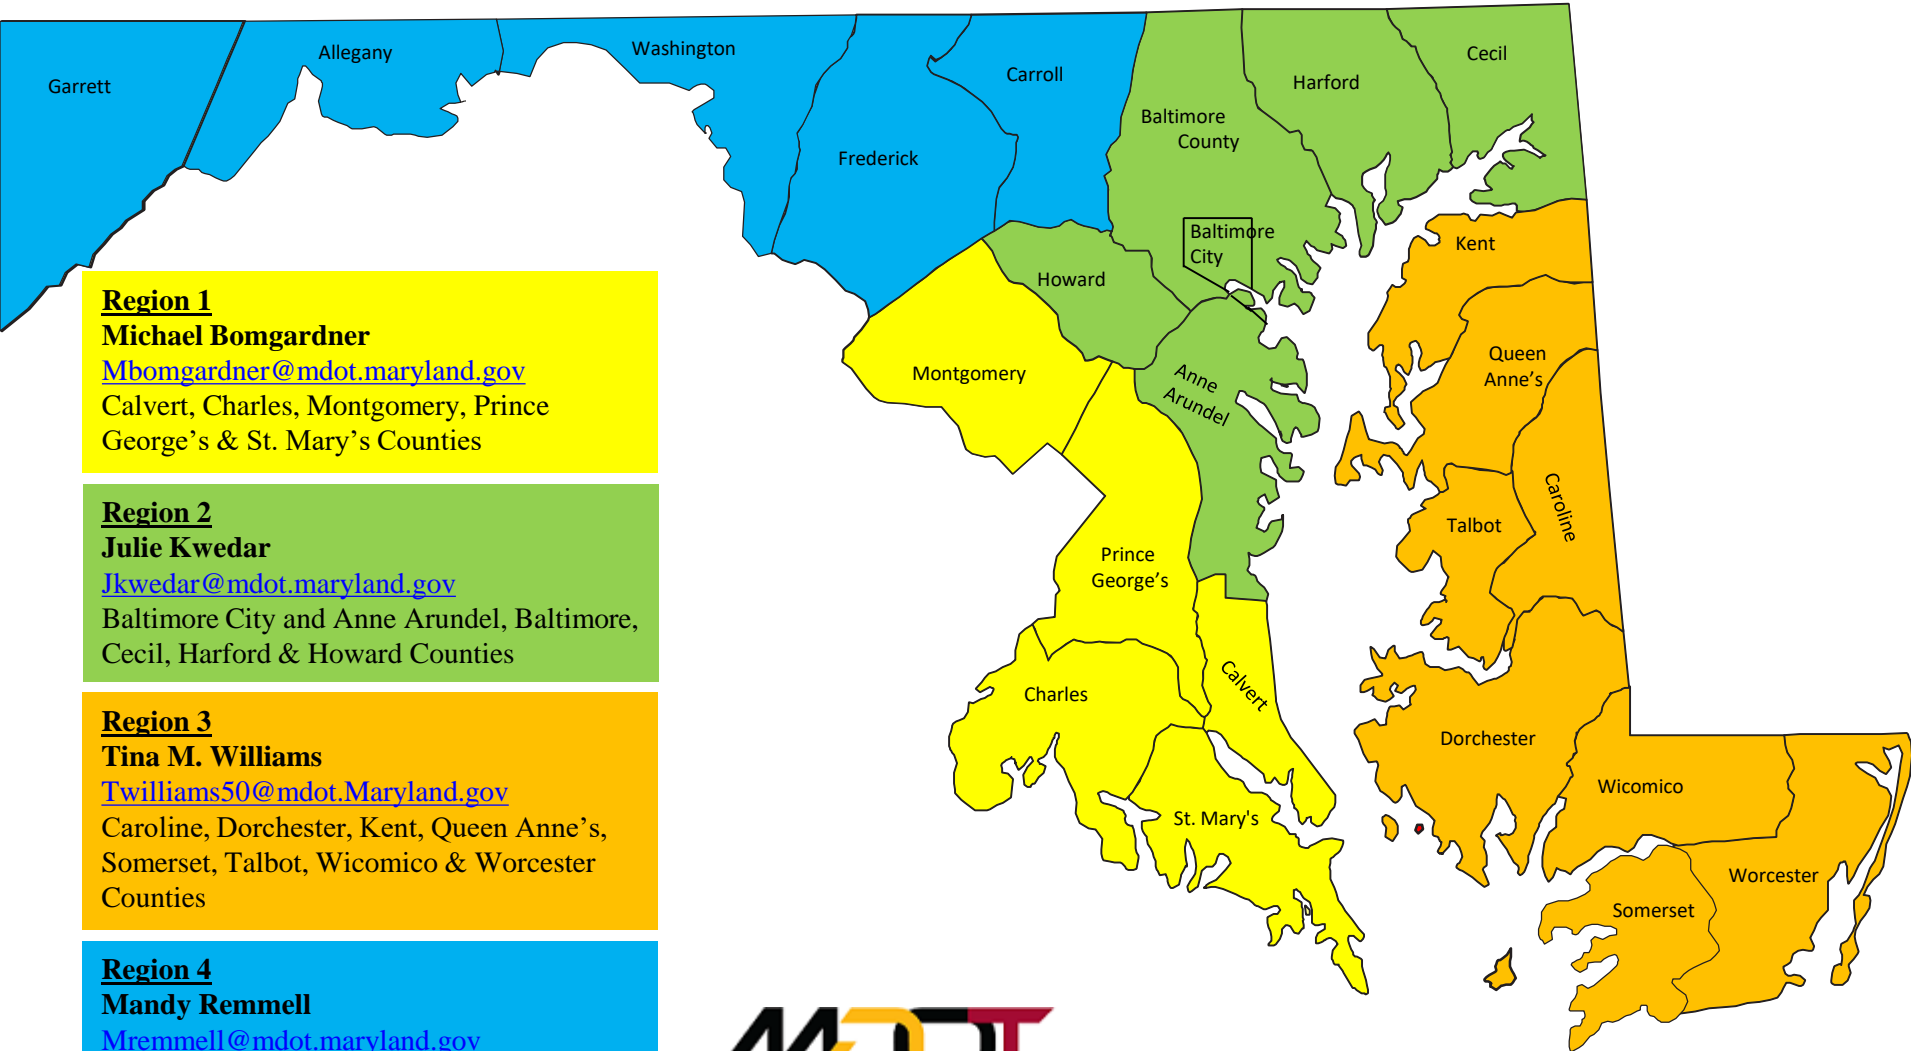 Garrett
Allegany
Washington
Frederick
Carroll
Baltimore
County
Harford
Cecil
Baltimore
City
Howard
Kent
Montgomery
Anne
Arundel
Queen
Anne’s
Caroline
Talbot
Prince
George’s
Charles
Calvert
St. Mary's
Dorchester
Wicomico
Worcester
Somerset
Region 1
Michael Bomgardner
Mbomgardner@mdot.maryland.gov
Calvert, Charles, Montgomery, Prince
George’s & St. Mary’s Counties
Region 2
Julie Kwedar
Jkwedar@mdot.maryland.gov
Baltimore City and Anne Arundel, Baltimore,
Cecil, Harford & Howard Counties
Region 3
Tina M. Williams
Twilliams50@mdot.Maryland.gov
Caroline, Dorchester, Kent, Queen Anne’s,
Somerset, Talbot, Wicomico & Worcester
Counties
Region 4
Mandy Remmell
Mremmell@mdot.maryland.gov
MDOT